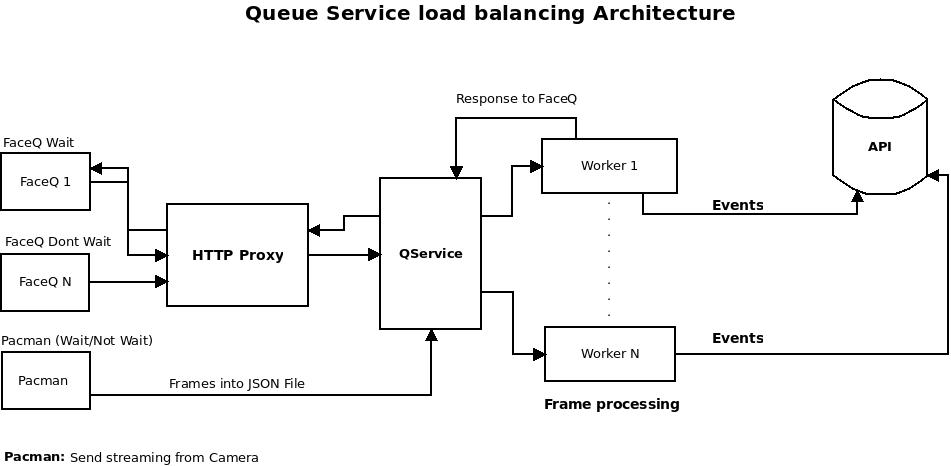 Queue Service load balancing Architecture
Response to FaceQ
FaceQ Wait
API
Worker 1
FaceQ 1
Events
FaceQ Dont Wait
HTTP Proxy
QService
FaceQ N
Pacman (Wait/Not Wait)
Events
Worker N
Pacman
Frames into JSON File
Frame processing
Pacman: Send streaming from Camera